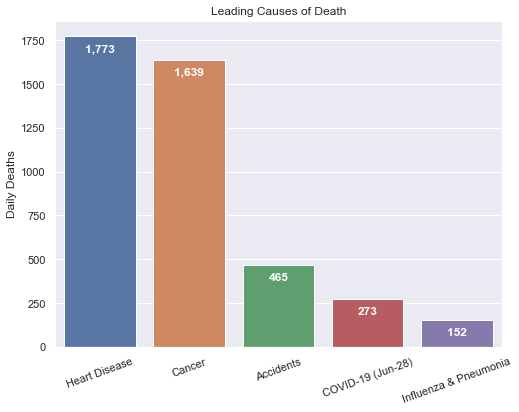 Leading Causes of Death
Daily Deaths
1750
1500
1250
1000
750
500
250
0
1,773
1,639
465
273
152
Heart Disease
Cancer
Accidents
COVID-19 (Jun-28)
Influenza & Pneumonia